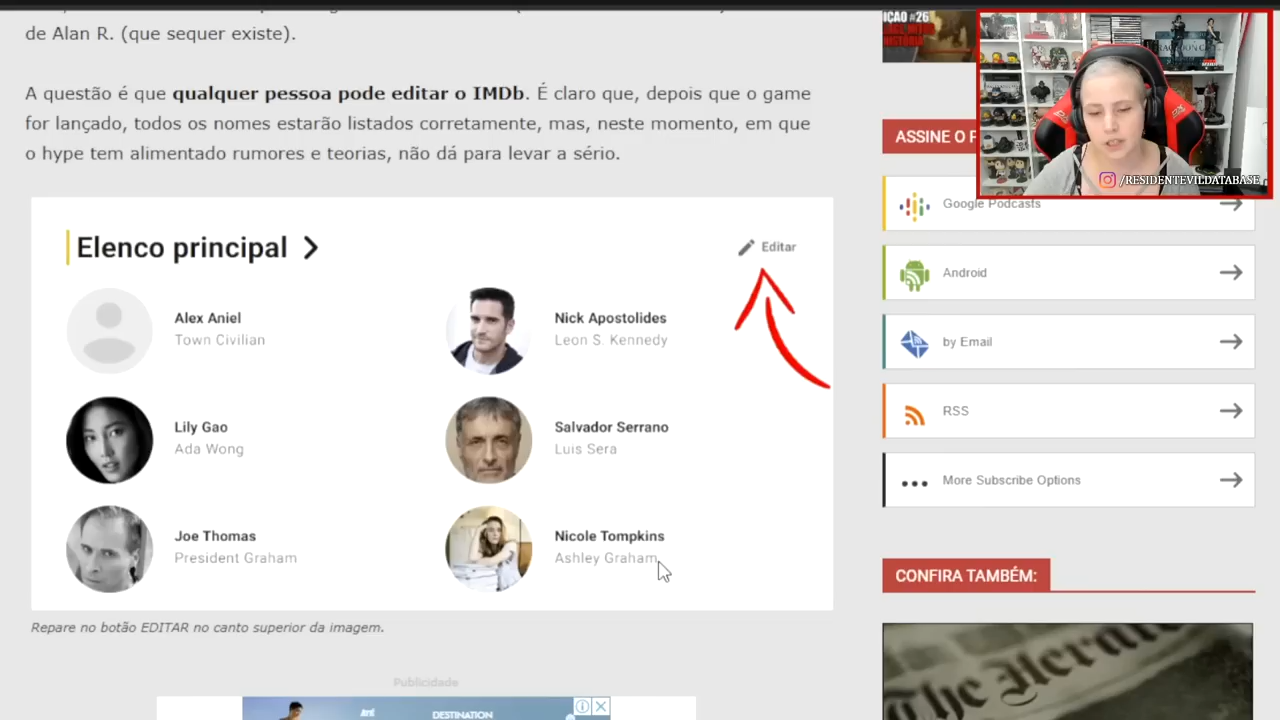 de Alan R. (que sequer existe).
A questão é que qualquer pessoa pode editar o IMDb. É claro que, depois que o game
for lançado, todos os nomes estarão listados corretamente, mas, neste momento, em que
o hype tem alimentado rumores e teorias, não dá para levar a sério.
Elenco principal
Editar
Alex Aniel
Town Civilian
Nick Apostolides
Leon S. Kennedy
Lily Gao
Ada Wong
Salvador Serrano
Luis Sera
Joe Thomas
President Graham
Nicole Tompkins
Ashley Graham
Repare no botão EDITAR no canto superior da imagem.
Publicidade
DESTINATION
#26
HISTÓRIA
/RESIDENTEVILDATABASE
ASSINE O
Google Podcasts
Android
by Email
RSS
More Subscribe Options
CONFIRA TAMBÉM:
The Herald